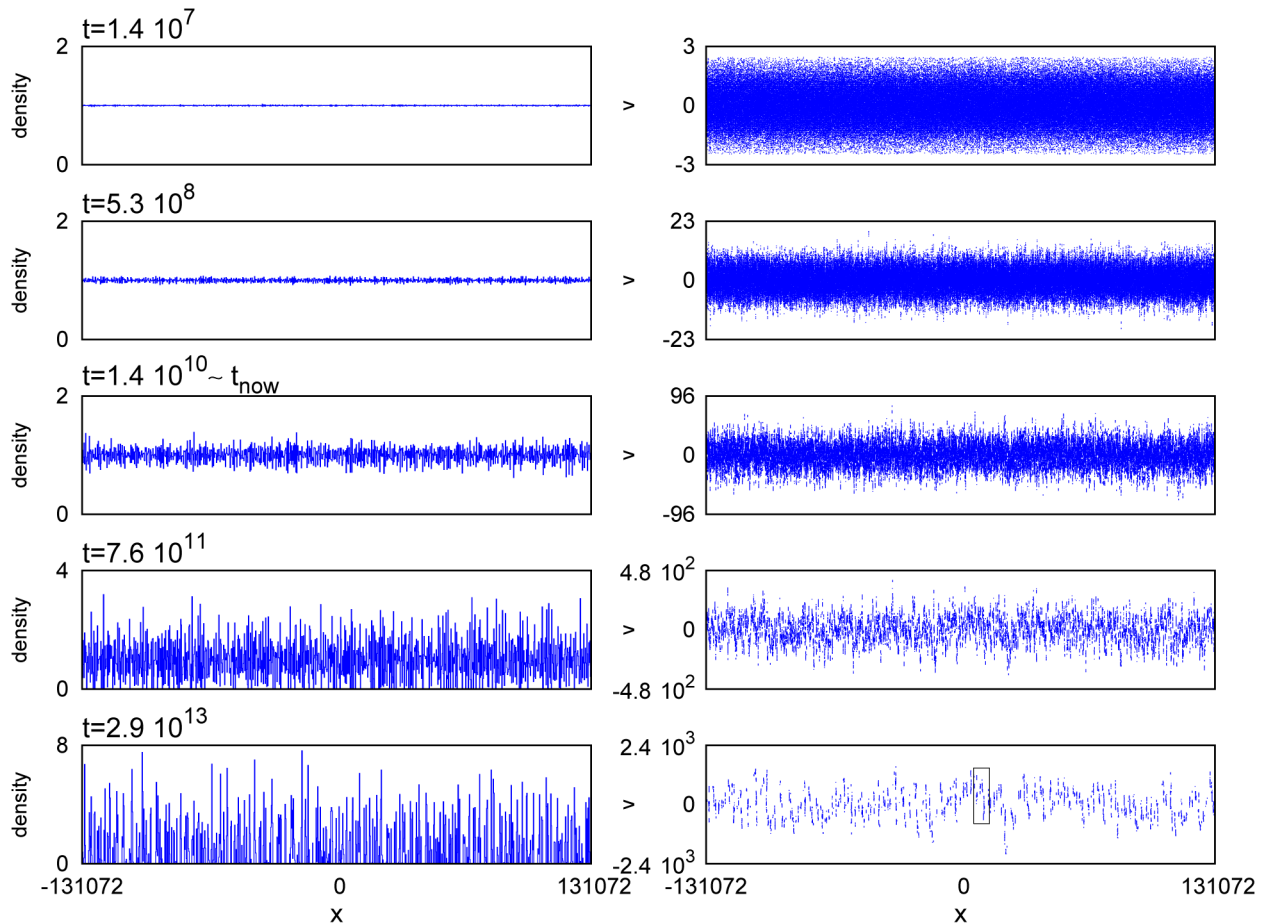 t=1.4 10^7
2
density
0
3
v
0
-3
t=5.3 10^8
2
density
0
23
v
0
-23
t=1.4 10^10 ~ t_now
2
density
0
96
v
0
-96
t=7.6 10^11
4
density
0
4.8 10^2
v
0
-4.8 10^2
t=2.9 10^13
8
density
0
2.4 10^3
v
0
-2.4 10^3
-131072 0 131072
x
-131072 0 131072
x